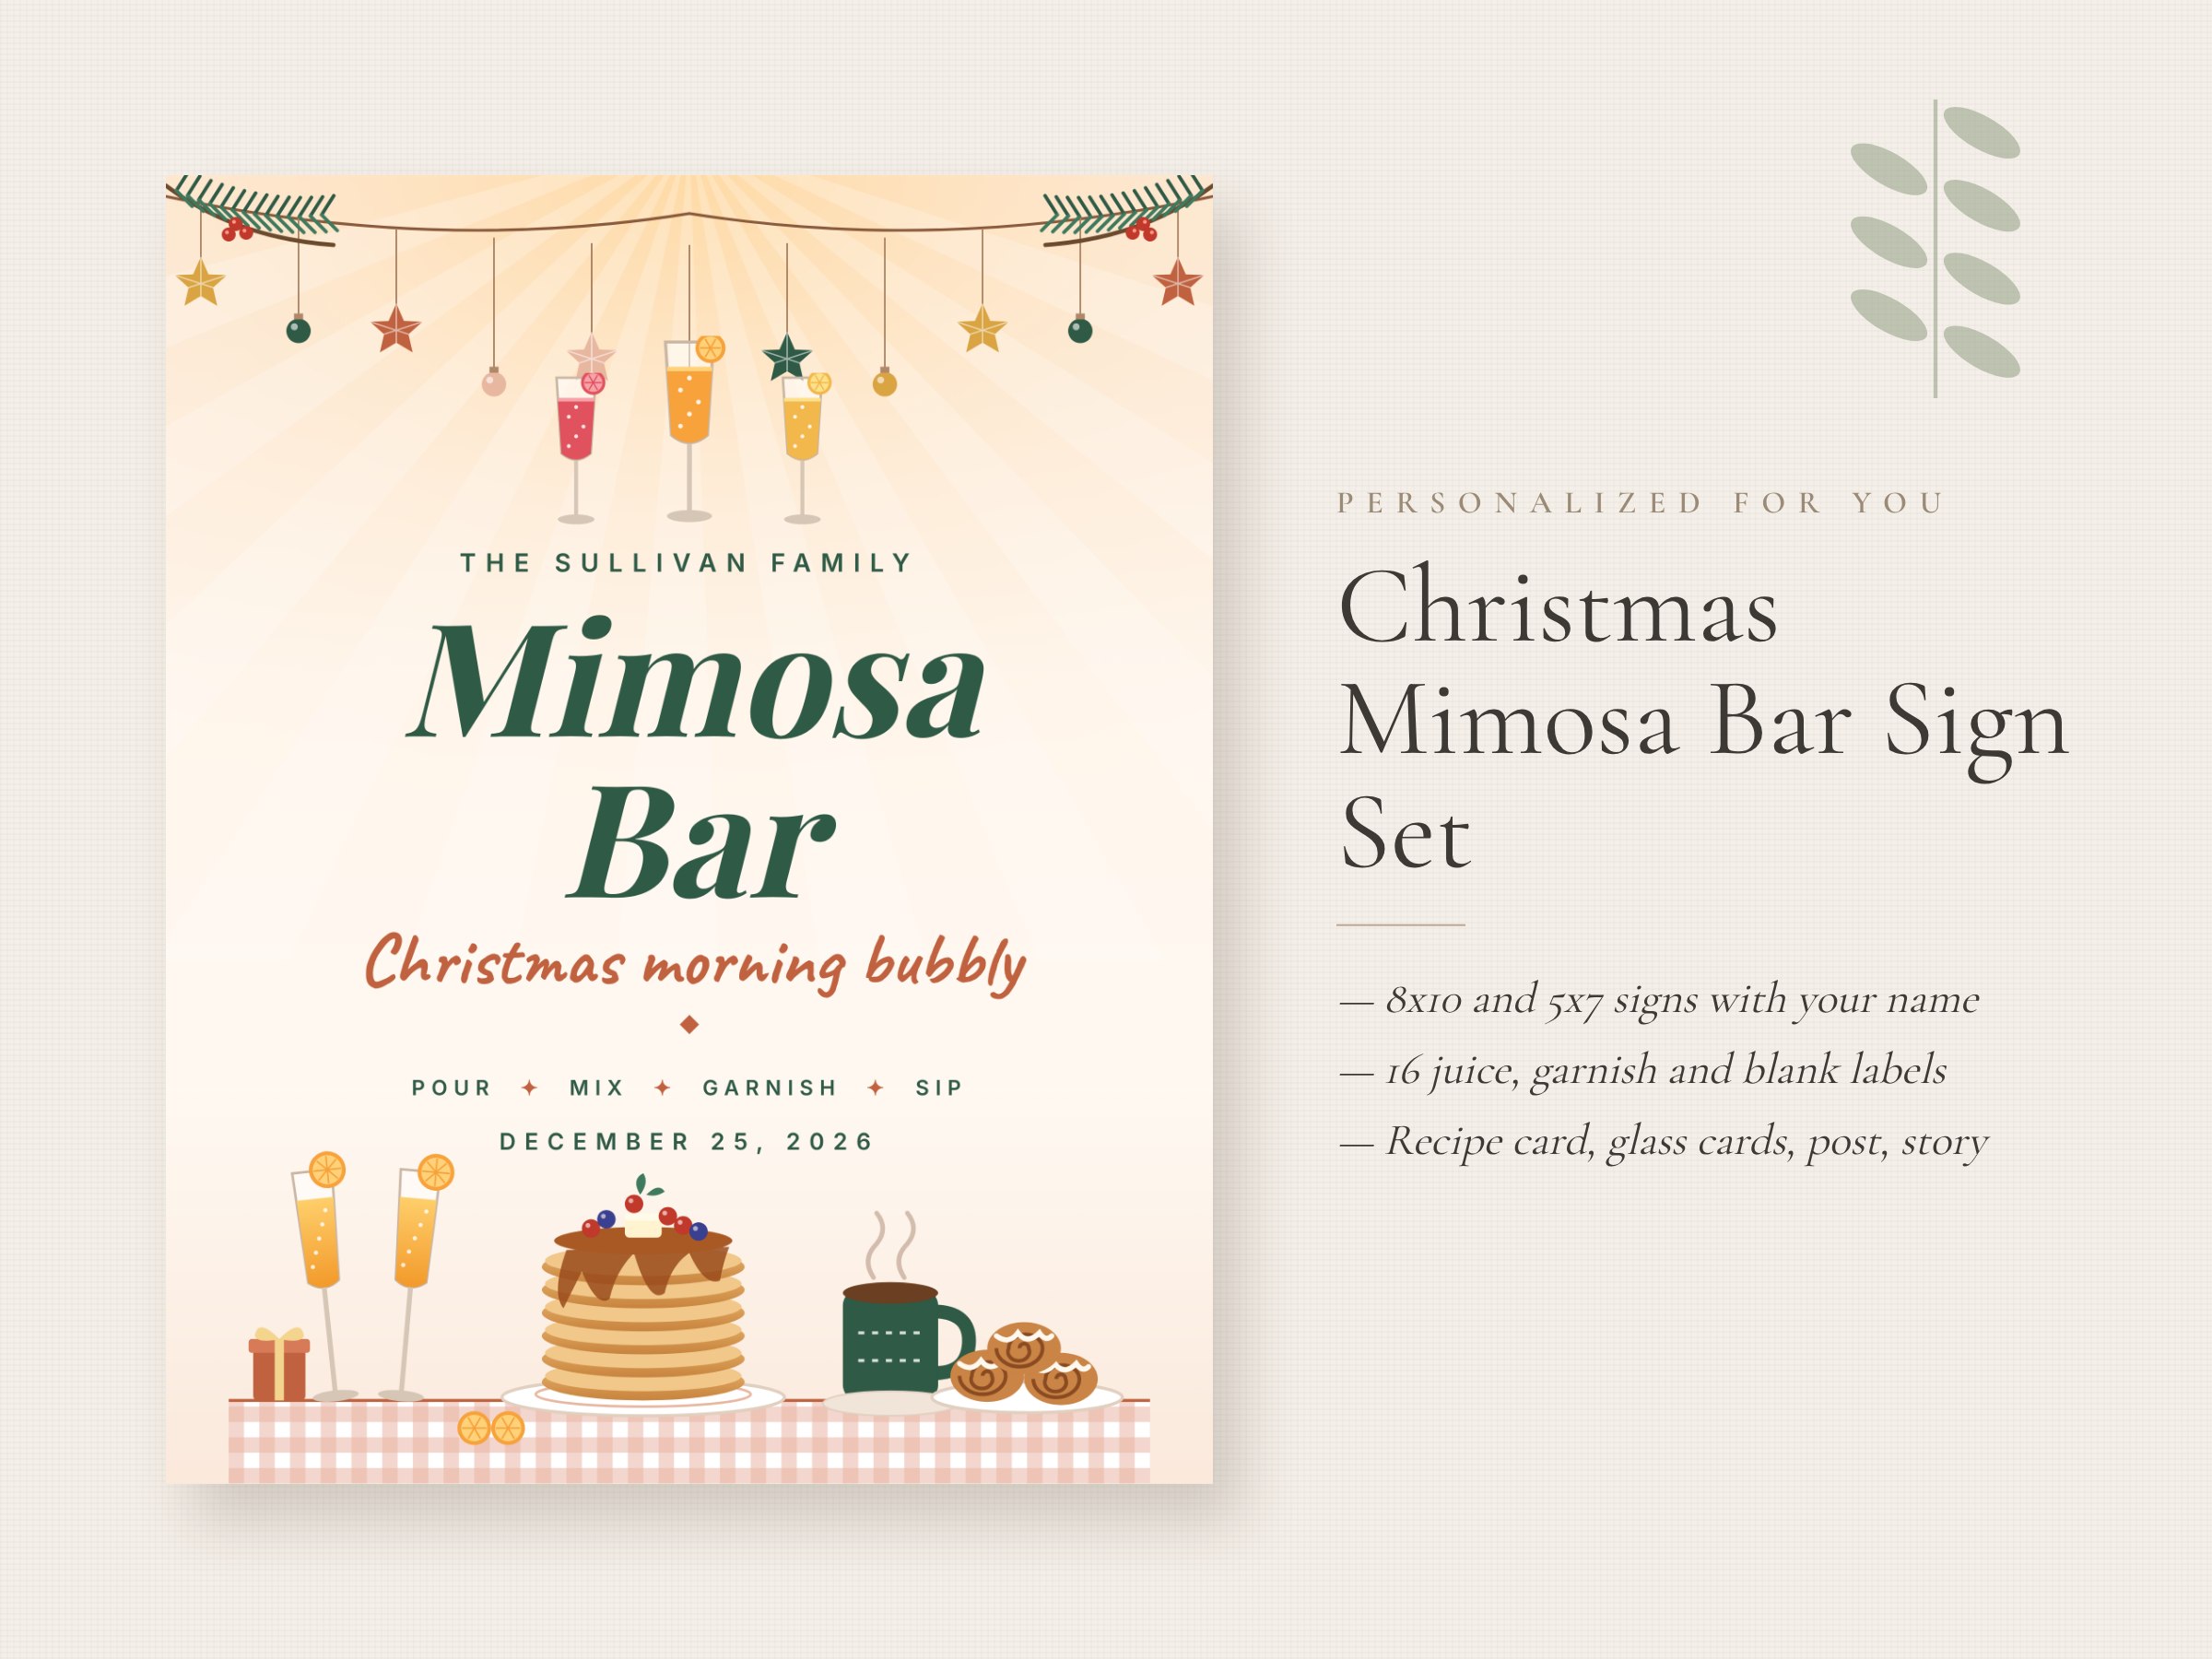 THE SULLIVAN FAMILY
Mimosa
Bar
Christmas morning bubbly
POUR ✦ MIX ✦ GARNISH ✦ SIP
DECEMBER 25, 2026
PERSONALIZED FOR YOU
Christmas
Mimosa Bar Sign
Set
— 8x10 and 5x7 signs with your name
— 16 juice, garnish and blank labels
— Recipe card, glass cards, post, story